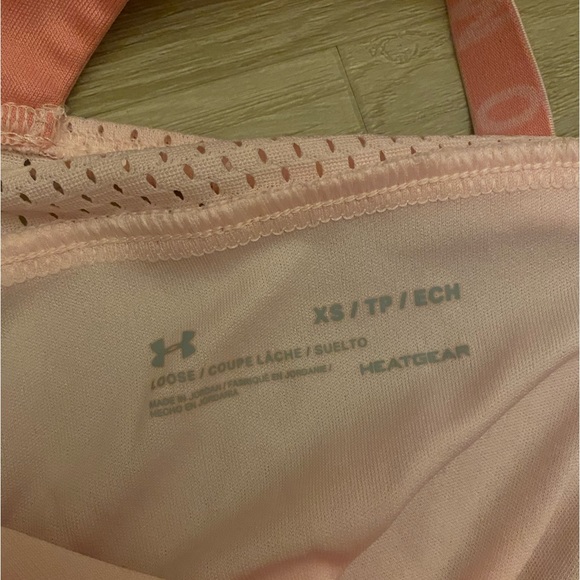 M
O
XS / TP / ECH
LOOSE / COUPE LÂCHE / SUELTO
HEATGEAR
MADE IN JORDAN / FABRIQUÉ EN JORDANIE /
HECHO EN JORDANIA